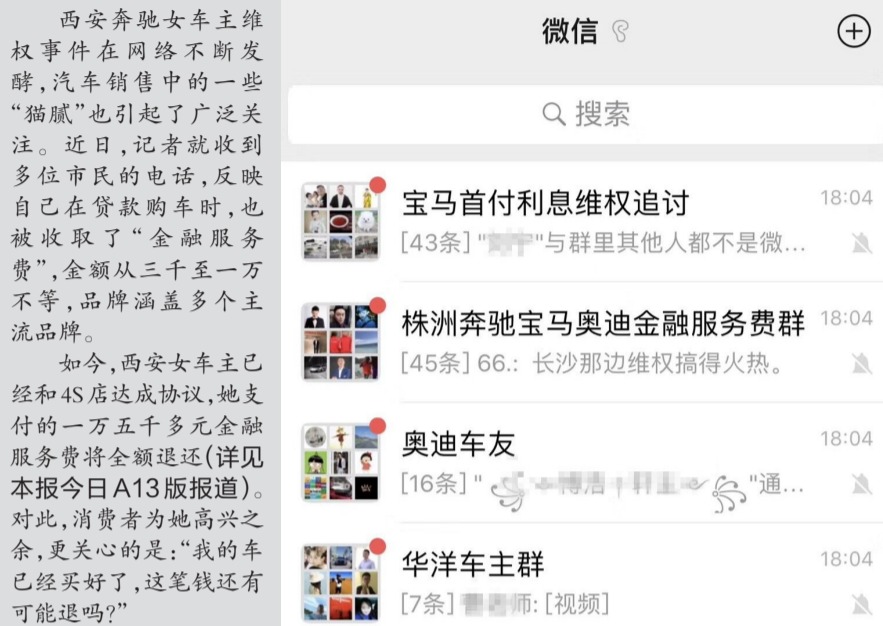 西安奔驰女车主维
权事件在网络不断发
酵,汽车销售中的一些
“猫腻”也引起了广泛关
注。近日,记者就收到
多位市民的电话,反映
自己在贷款购车时,也
被收取了“金融服务
费”,金额从三千至一万
不等,品牌涵盖多个主
流品牌。
如今,西安女车主已
经和4S店达成协议,她支
付的一万五千多元金融
服务费将全额退还(详见
本报今日A13版报道)。
对此,消费者为她高兴之
余,更关心的是:“我的车
已经买好了,这笔钱还有
可能退吗?”
微信
搜索
宝马首付利息维权追讨 18:04
[43条] ""与群里其他人都不是微...
株洲奔驰宝马奥迪金融服务费群 18:04
[45条] 66.: 长沙那边维权搞得火热。
奥迪车友 18:04
[16条] " "通...
华洋车主群 18:04
[7条] 师: [视频]